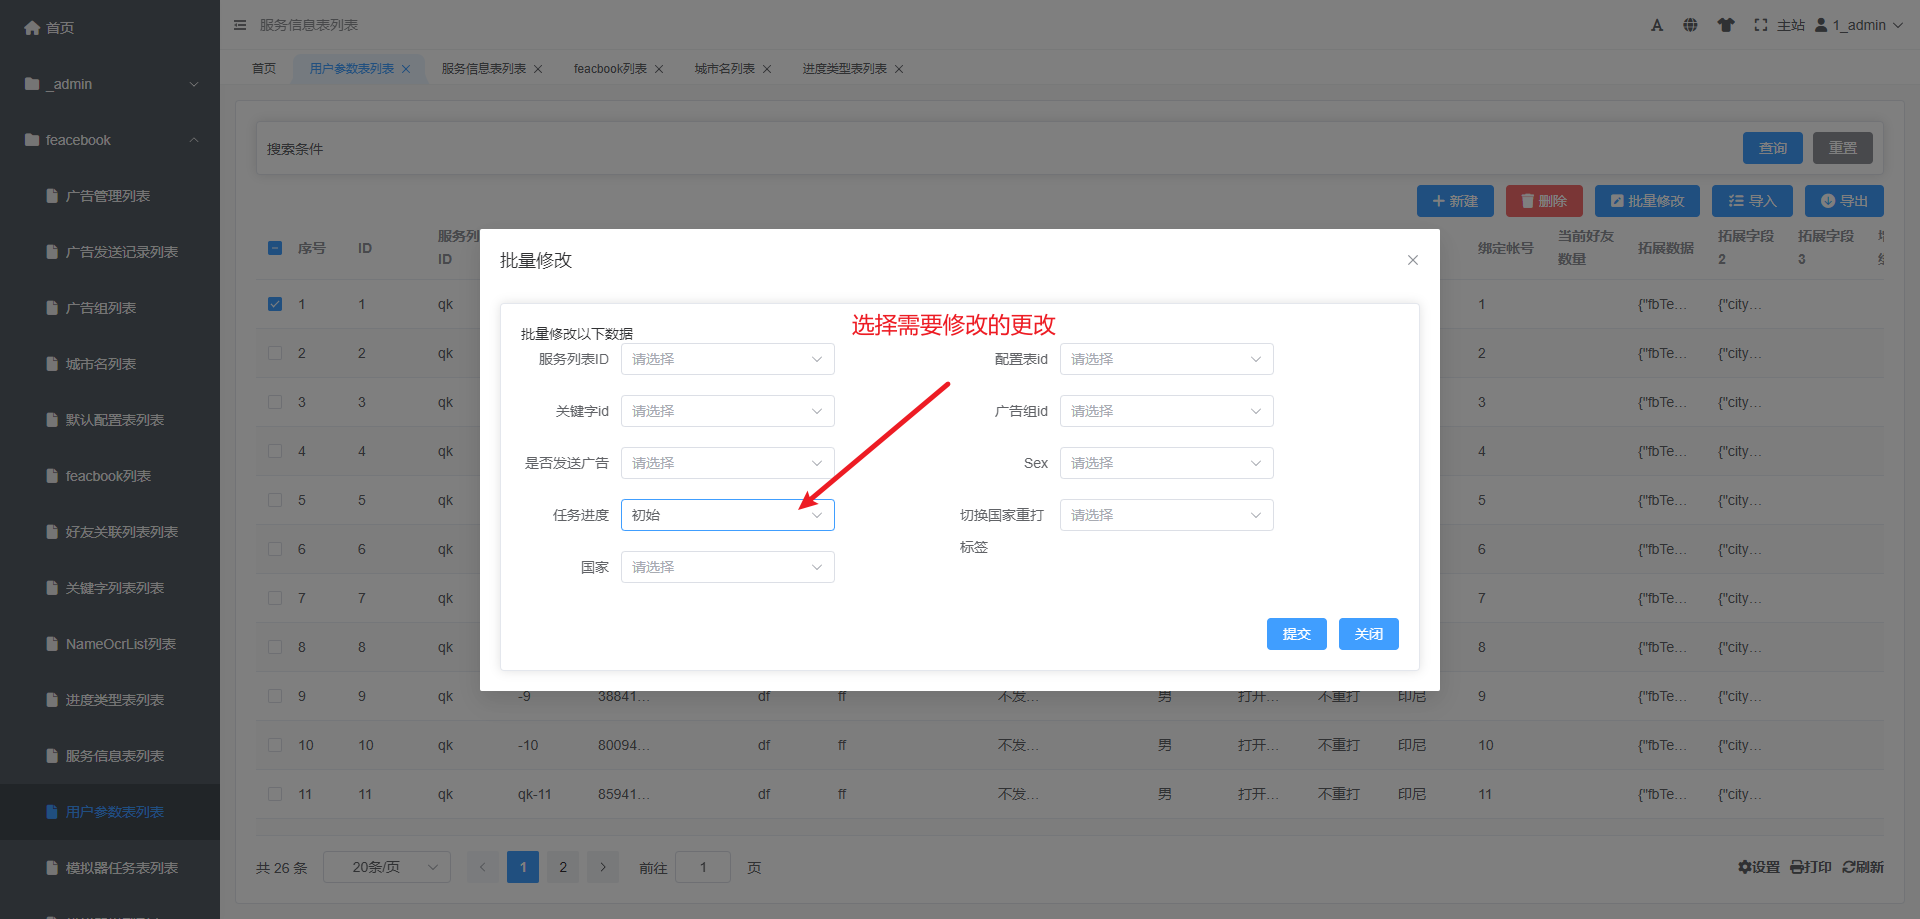 首页
_admin
feacebook
广告管理列表
广告发送记录列表
广告组列表
城市名列表
默认配置表列表
feacbook列表
好友关联列表列表
关键字列表列表
NameOcrList列表
进度类型表列表
服务信息表列表
用户参数表列表
模拟器任务表列表
服务信息表列表
主站 1_admin
首页 用户参数表列表 服务信息表列表 feacbook列表 城市名列表 进度类型表列表
搜索条件 查询 重置
新建 删除 批量修改 导入 导出
序号 ID 服务列 ID 绑定帐号 当前好友数量 拓展数据 拓展字段2 拓展字段3
1 1 qk 1 {"fbTe... {"city...
2 2 qk 2 {"fbTe... {"city...
3 3 qk 3 {"fbTe... {"city...
4 4 qk 4 {"fbTe... {"city...
5 5 qk 5 {"fbTe... {"city...
6 6 qk 6 {"fbTe... {"city...
7 7 qk 7 {"fbTe... {"city...
8 8 qk 8 {"fbTe... {"city...
9 9 qk -9 38841... df ff 不发... 男 打开... 不重打 印尼 9 {"fbTe... {"city...
10 10 qk -10 80094... df ff 不发... 男 打开... 不重打 印尼 10 {"fbTe... {"city...
11 11 qk qk-11 85941... df ff 不发... 男 打开... 不重打 印尼 11 {"fbTe... {"city...
共 26 条 20条/页 1 2 前往 1 页 设置 打印 刷新
批量修改
批量修改以下数据
选择需要修改的更改
服务列表ID 请选择 配置表id 请选择
关键字id 请选择 广告组id 请选择
是否发送广告 请选择 Sex 请选择
任务进度 初始 切换国家重打标签 请选择
国家 请选择
提交 关闭